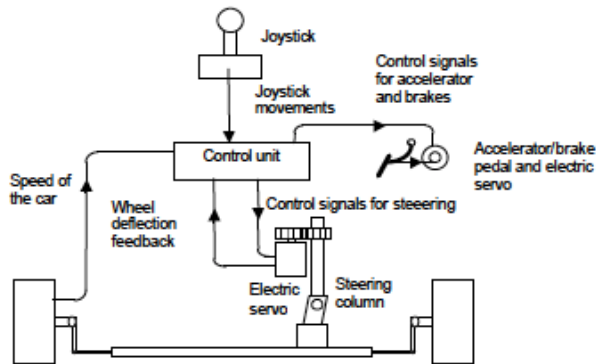 Joystick
Joystick
movements
Control signals
for accelerator
and brakes
Control unit
Accelerator/brake
pedal and electric
servo
Speed of
the car
Wheel
deflection
feedback
Control signals for steeering
Electric
servo
Steering
column